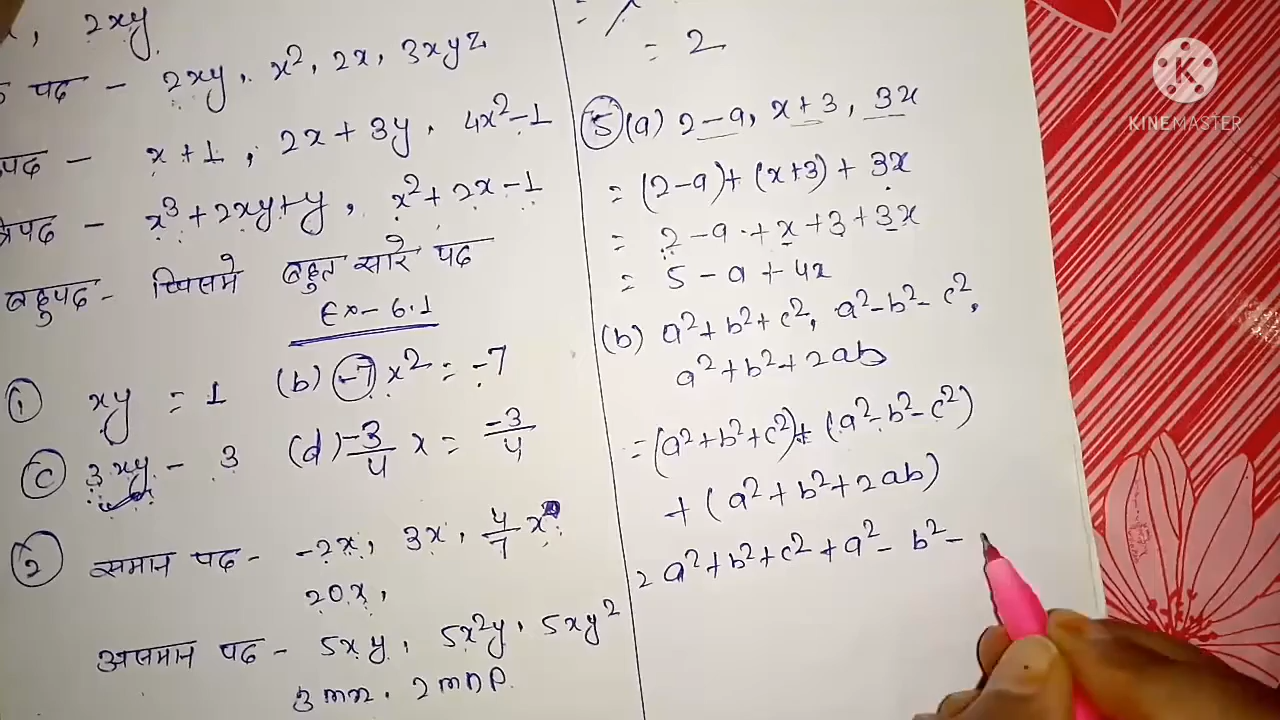 2xy
पद - 2xy, x², 2x, 3xyz
पद - x + 1, 2x + 3y, 4x² - 1
पद - x³ + 2xy + y, x² + 2x - 1
बहुपद - जिसमे बहुत सारे पद
Ex - 6.1
① xy = 1 (b) -7x² = -7
ⓒ 3xy - 3 (d) -3/4 x = -3/4
② समान पद - -2x, 3x, 4/7 x
20x,
असमान पद - 5xy, 5x²y, 5xy²
3mn, 2mnp.
= 2
⑤ (a) 2 - a, x + 3, 3x
= (2 - a) + (x + 3) + 3x
= 2 - a + x + 3 + 3x
= 5 - a + 4x
(b) a² + b² + c², a² - b² - c²,
a² + b² + 2ab
= (a² + b² + c²) + (a² - b² - c²)
+ (a² + b² + 2ab)
= a² + b² + c² + a² - b² -
K
KINEMASTER